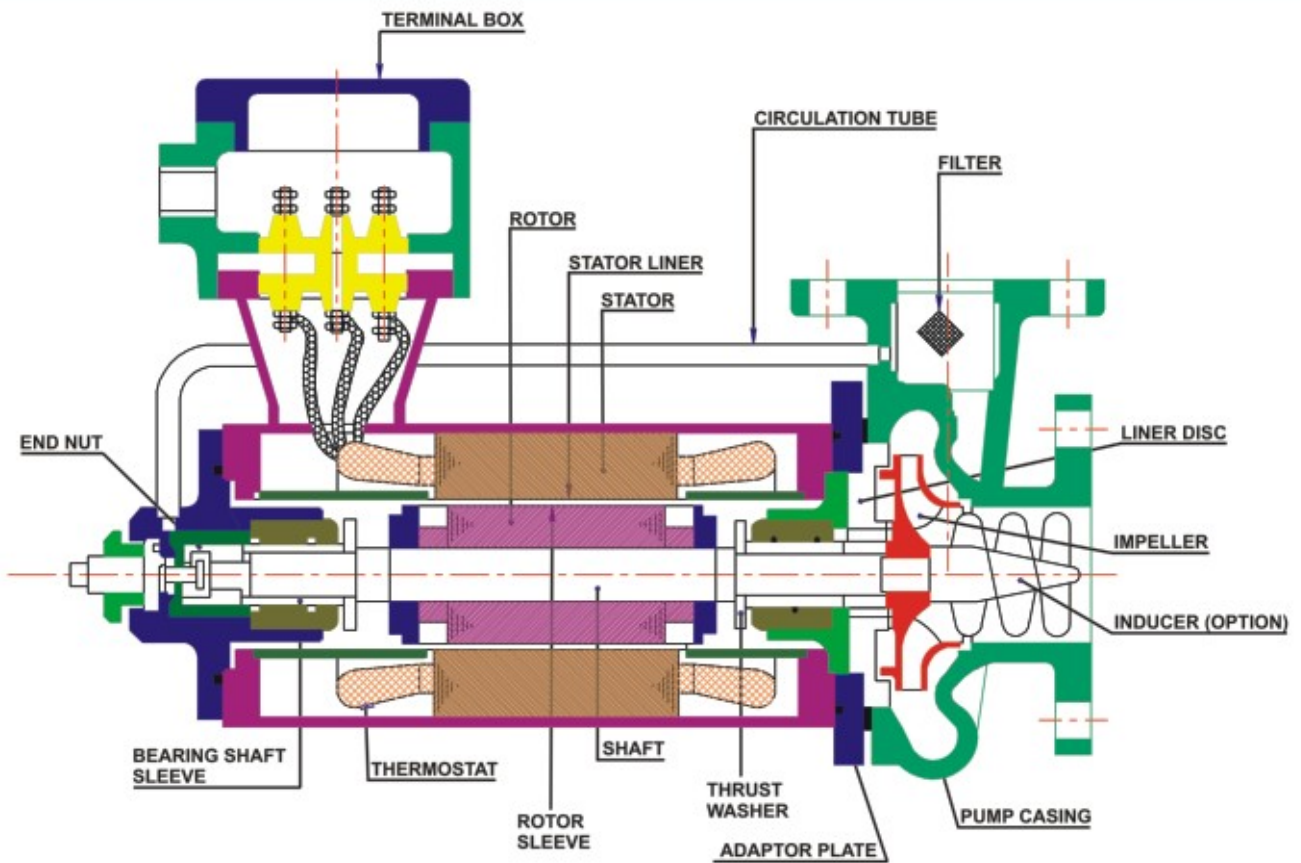 TERMINAL BOX
CIRCULATION TUBE
FILTER
ROTOR
STATOR LINER
STATOR
END NUT
LINER DISC
IMPELLER
INDUCER (OPTION)
BEARING SHAFT
SLEEVE
THERMOSTAT
SHAFT
THRUST
WASHER
ROTOR
SLEEVE
PUMP CASING
ADAPTOR PLATE